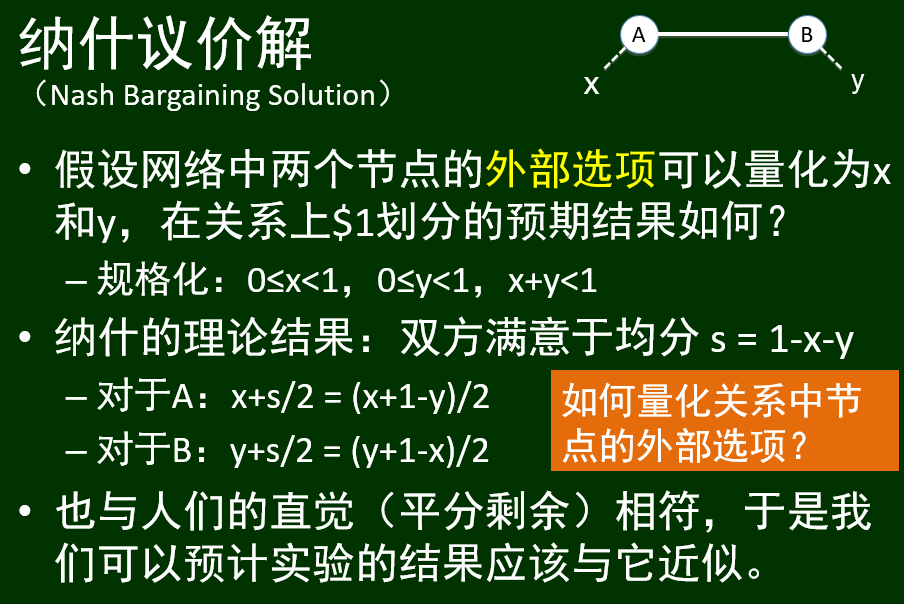 纳什议价解
（Nash Bargaining Solution）
A
B
x
y
• 假设网络中两个节点的外部选项可以量化为x
和y，在关系上$1划分的预期结果如何？
– 规格化：0≤x<1，0≤y<1，x+y<1
• 纳什的理论结果：双方满意于均分 s = 1-x-y
– 对于A：x+s/2 = (x+1-y)/2
– 对于B：y+s/2 = (y+1-x)/2
如何量化关系中节
点的外部选项？
• 也与人们的直觉（平分剩余）相符，于是我
们可以预计实验的结果应该与它近似。